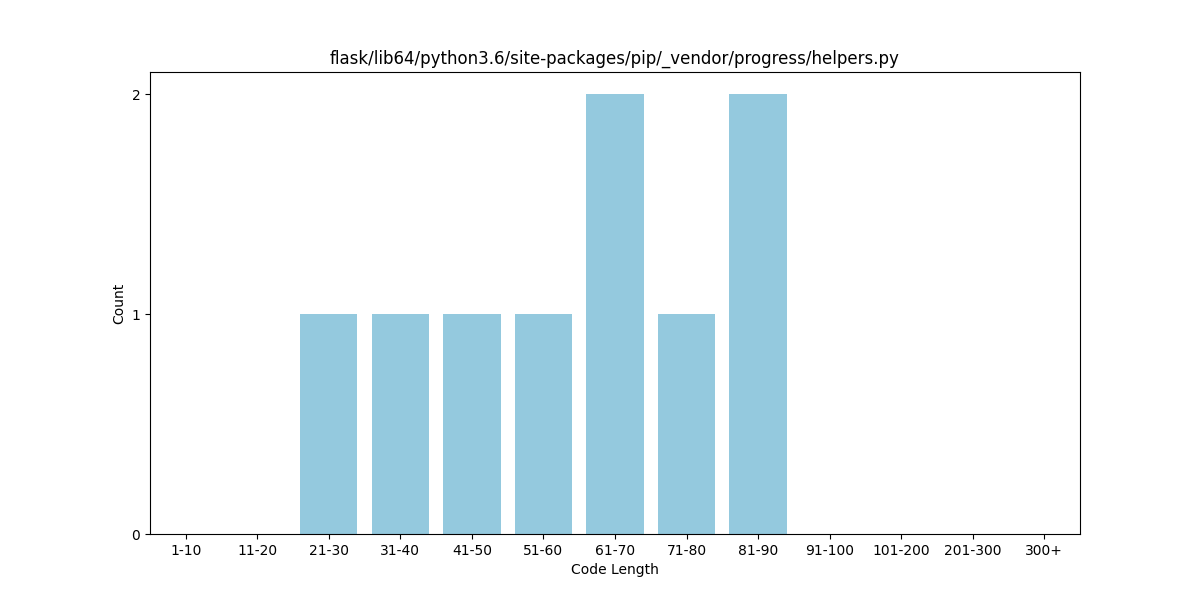 flask/lib64/python3.6/site-packages/pip/_vendor/progress/helpers.py
2
1
0
Count
1-10 11-20 21-30 31-40 41-50 51-60 61-70 71-80 81-90 91-100 101-200 201-300 300+
Code Length